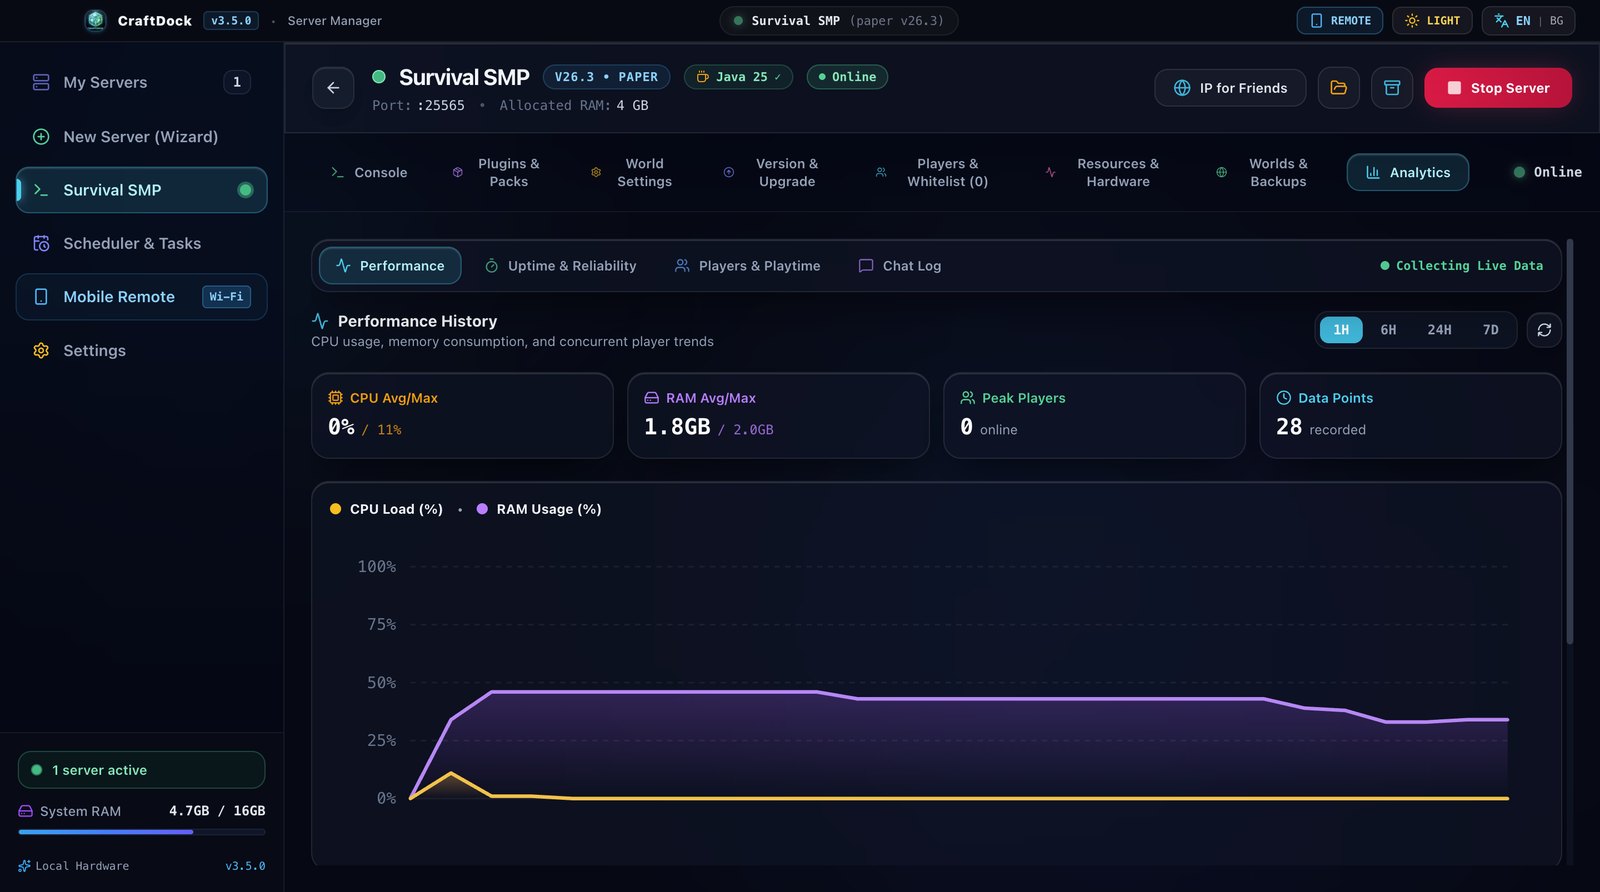 CraftDock v3.5.0 · Server Manager
Survival SMP (paper v26.3)
REMOTE
LIGHT
EN | BG
My Servers 1
New Server (Wizard)
Survival SMP
Scheduler & Tasks
Mobile Remote Wi-Fi
Settings
1 server active
System RAM 4.7GB / 16GB
Local Hardware v3.5.0
Survival SMP V26.3 • PAPER Java 25 ✓ Online
Port: :25565 • Allocated RAM: 4 GB
IP for Friends
Stop Server
Console
Plugins &
Packs
World
Settings
Version &
Upgrade
Players &
Whitelist (0)
Resources &
Hardware
Worlds &
Backups
Analytics
Online
Performance
Uptime & Reliability
Players & Playtime
Chat Log
Collecting Live Data
Performance History
CPU usage, memory consumption, and concurrent player trends
1H 6H 24H 7D
CPU Avg/Max
0% / 11%
RAM Avg/Max
1.8GB / 2.0GB
Peak Players
0 online
Data Points
28 recorded
CPU Load (%) • RAM Usage (%)
100%
75%
50%
25%
0%